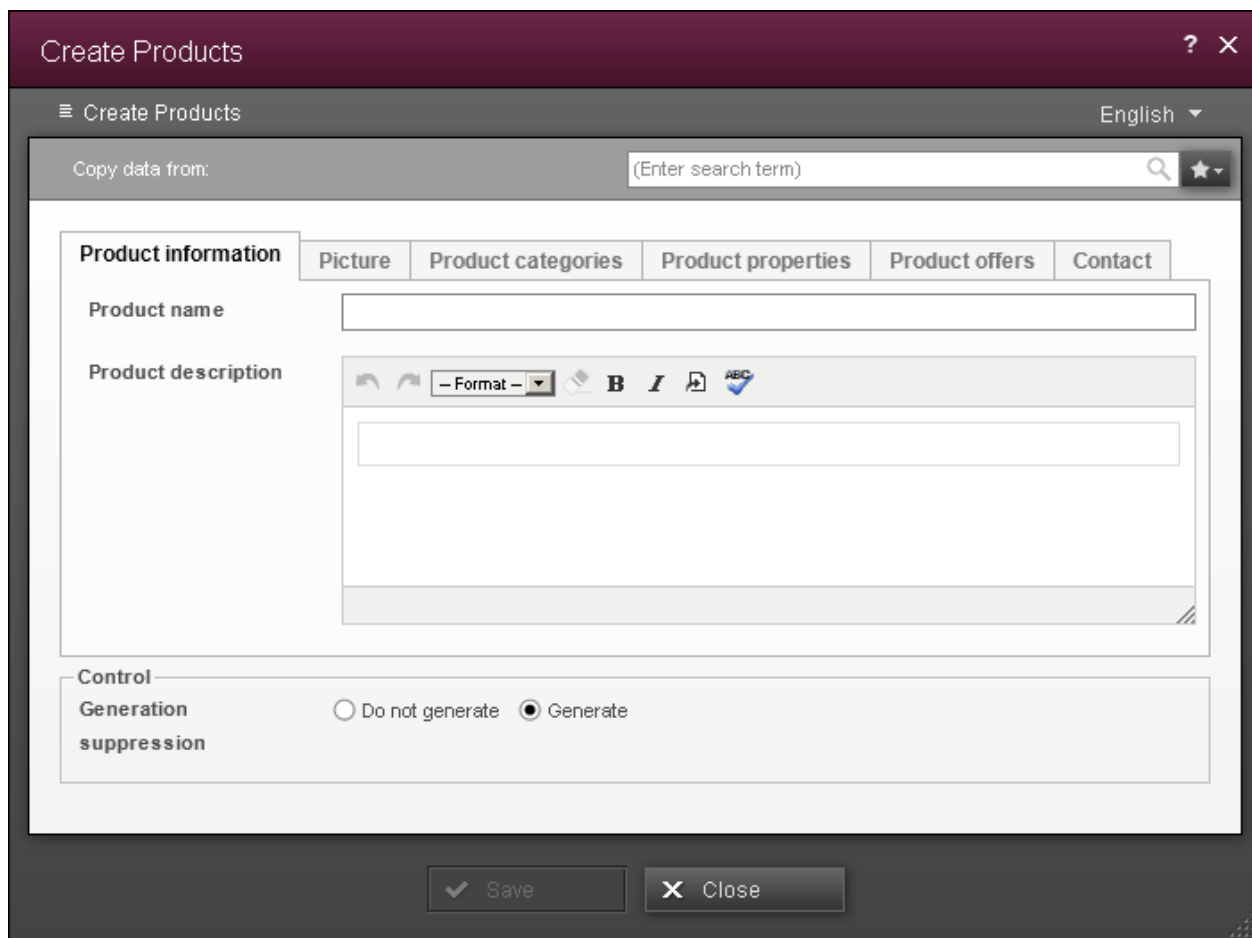 Create Products ?
Create Products English
Copy data from: (Enter search term)
Product information Picture Product categories Product properties Product offers Contact
Product name
Product description – Format – B I ABC
Control
Generation Do not generate Generate
suppression
Save Close